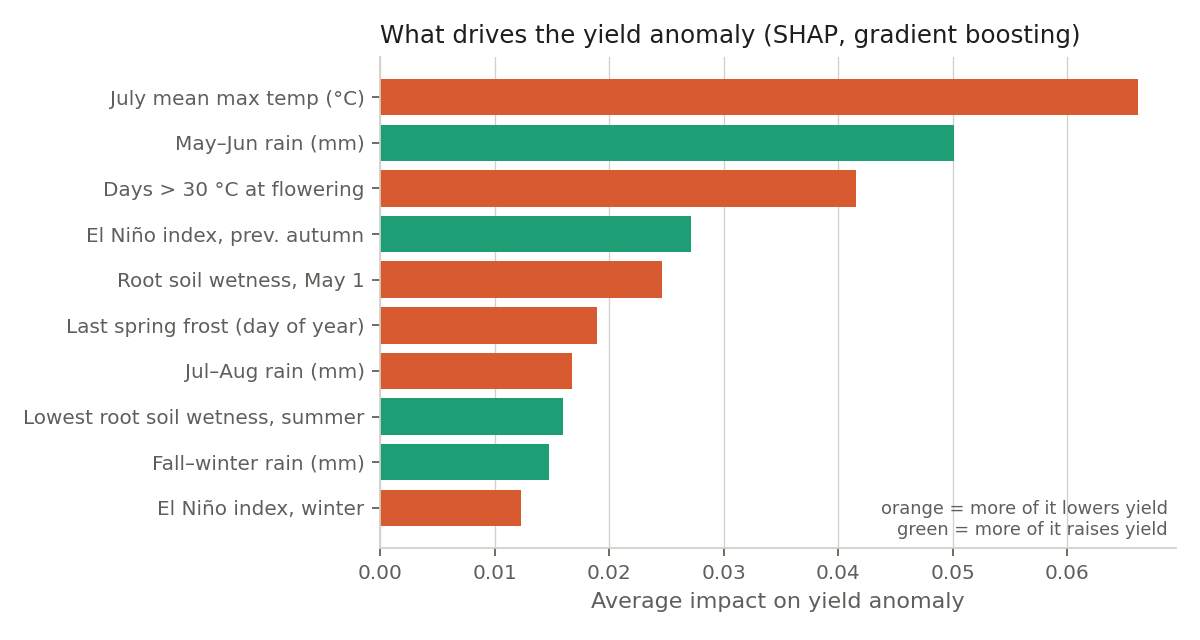 What drives the yield anomaly (SHAP, gradient boosting)
July mean max temp (°C)
May–Jun rain (mm)
Days > 30 °C at flowering
El Niño index, prev. autumn
Root soil wetness, May 1
Last spring frost (day of year)
Jul–Aug rain (mm)
Lowest root soil wetness, summer
Fall–winter rain (mm)
El Niño index, winter
orange = more of it lowers yield
green = more of it raises yield
0.00 0.01 0.02 0.03 0.04 0.05 0.06
Average impact on yield anomaly